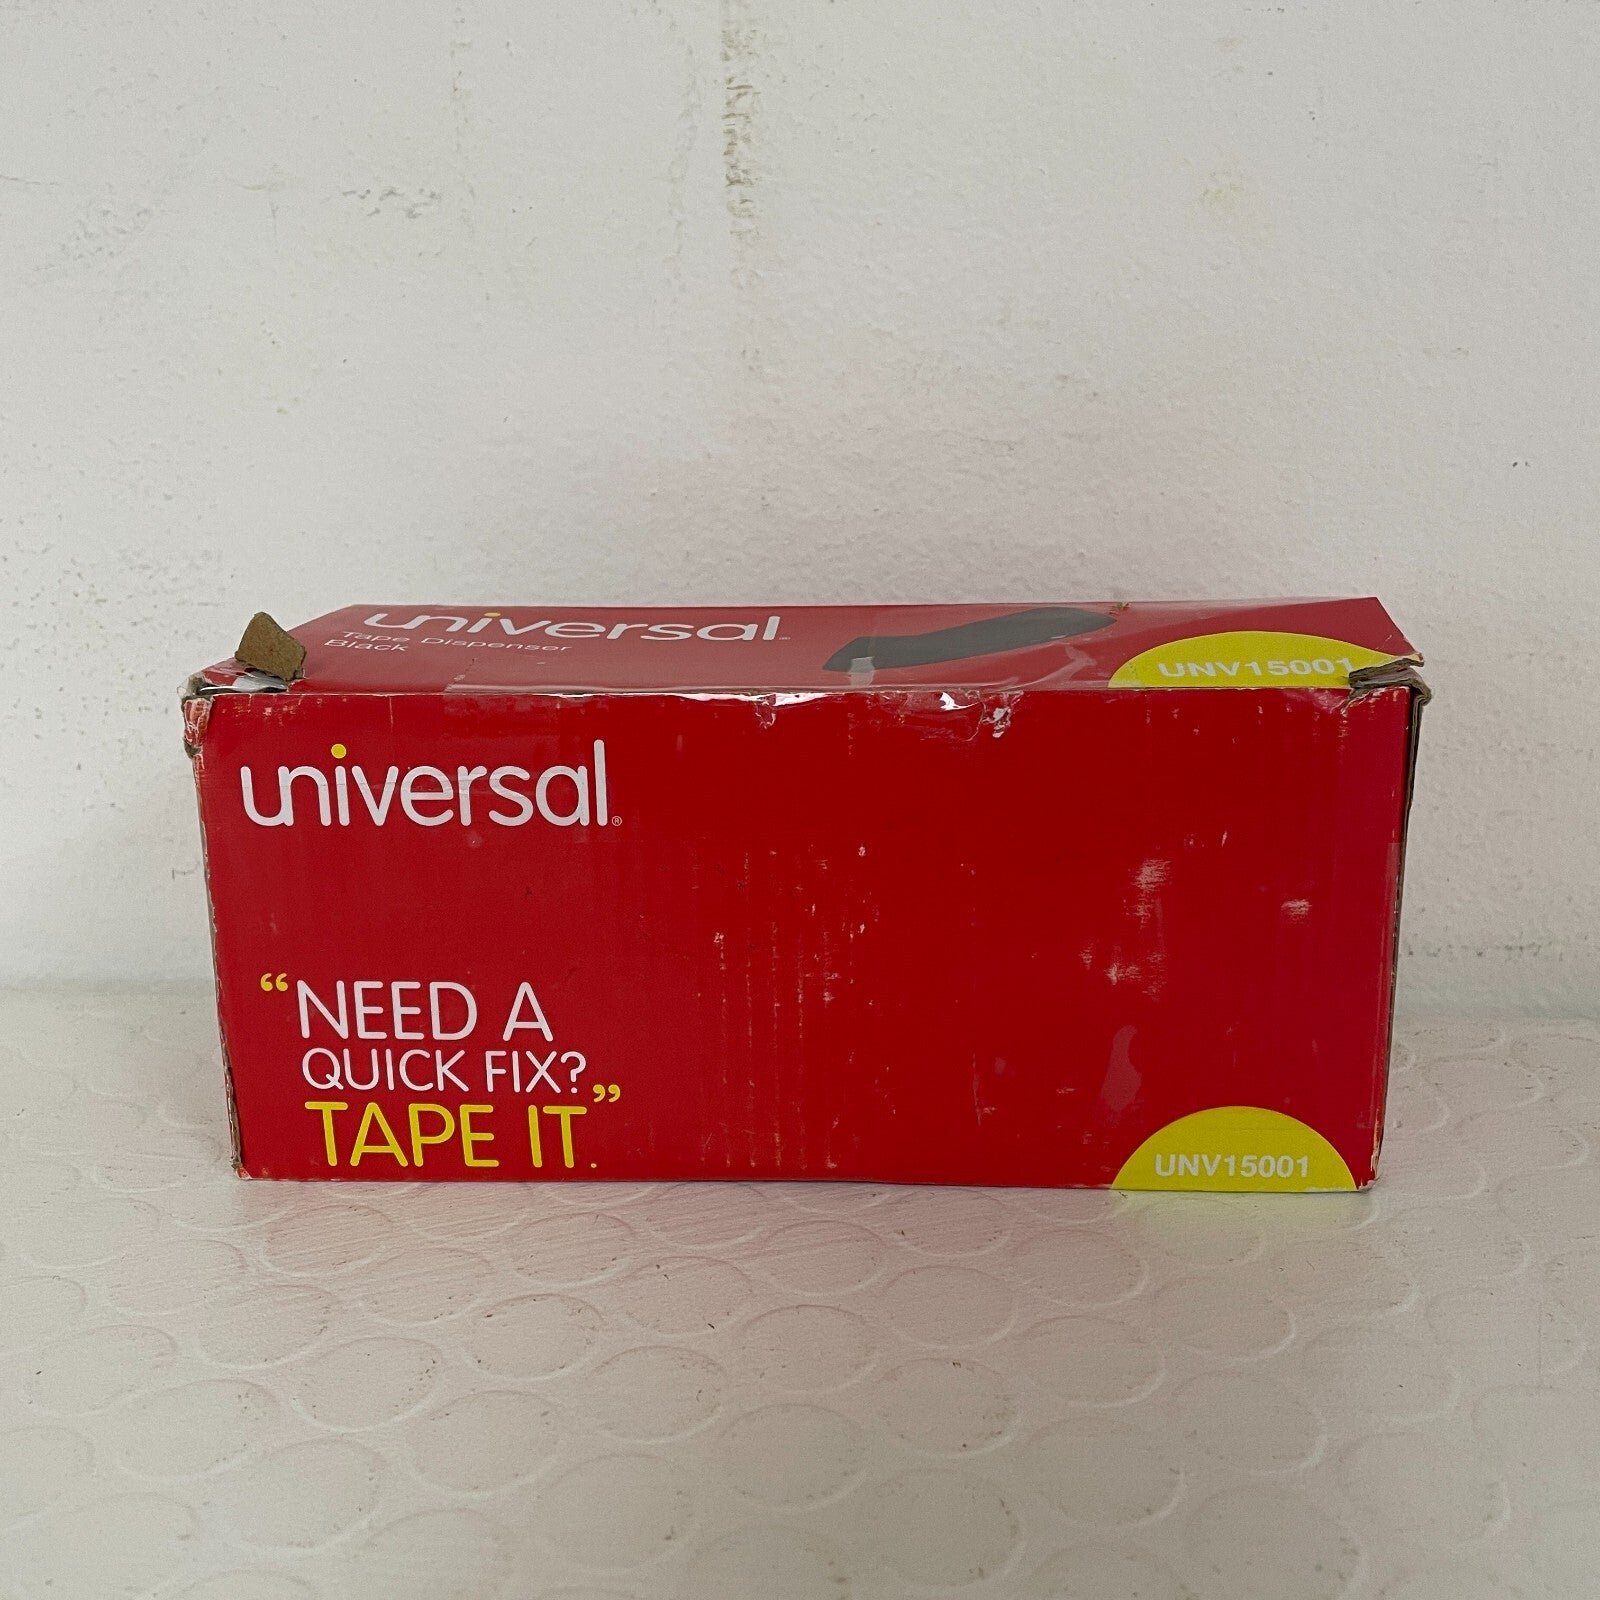 universal®
Tape Dispenser
Black
UNV15001
universal®
“NEED A
QUICK FIX?
TAPE IT.”
UNV15001